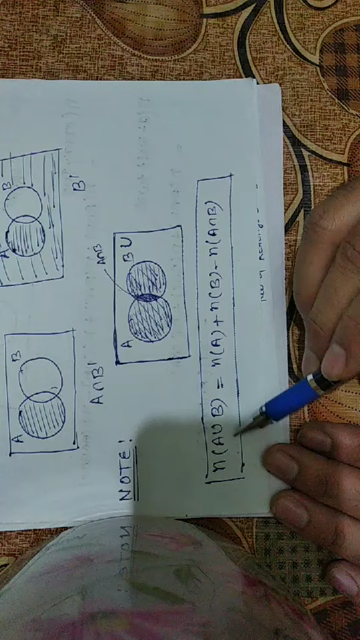 A B
A B
A∩B'
B'
NOTE:
A∩B
A B U
n(A∪B) = n(A) + n(B) - n(A∩B)